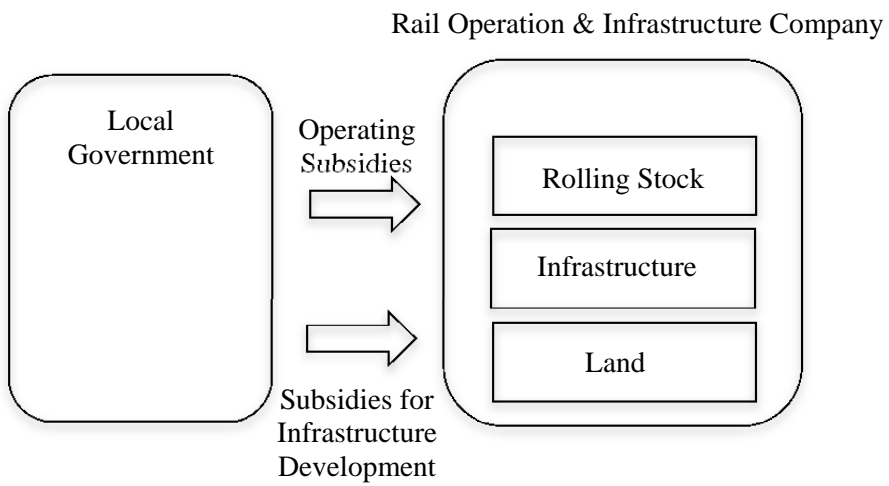 Rail Operation & Infrastructure Company
Local
Government
Operating
Subsidies
Rolling Stock
Infrastructure
Land
Subsidies for
Infrastructure
Development